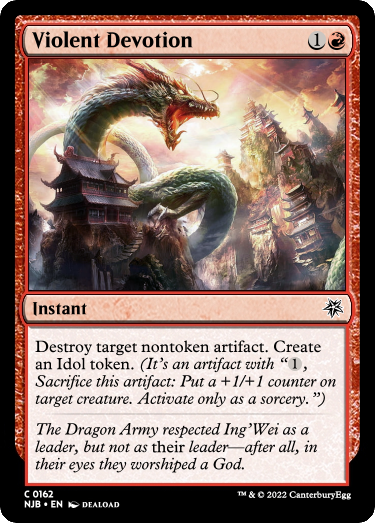 Violent Devotion 1
Instant
Destroy target nontoken artifact. Create
an Idol token. (It's an artifact with “1,
Sacrifice this artifact: Put a +1/+1 counter on
target creature. Activate only as a sorcery.”)
The Dragon Army respected Ing'Wei as a
leader, but not as their leader—after all, in
their eyes they worshiped a God.
C 0162
NJB • EN DEALOAD
™ & © 2022 CanterburyEgg